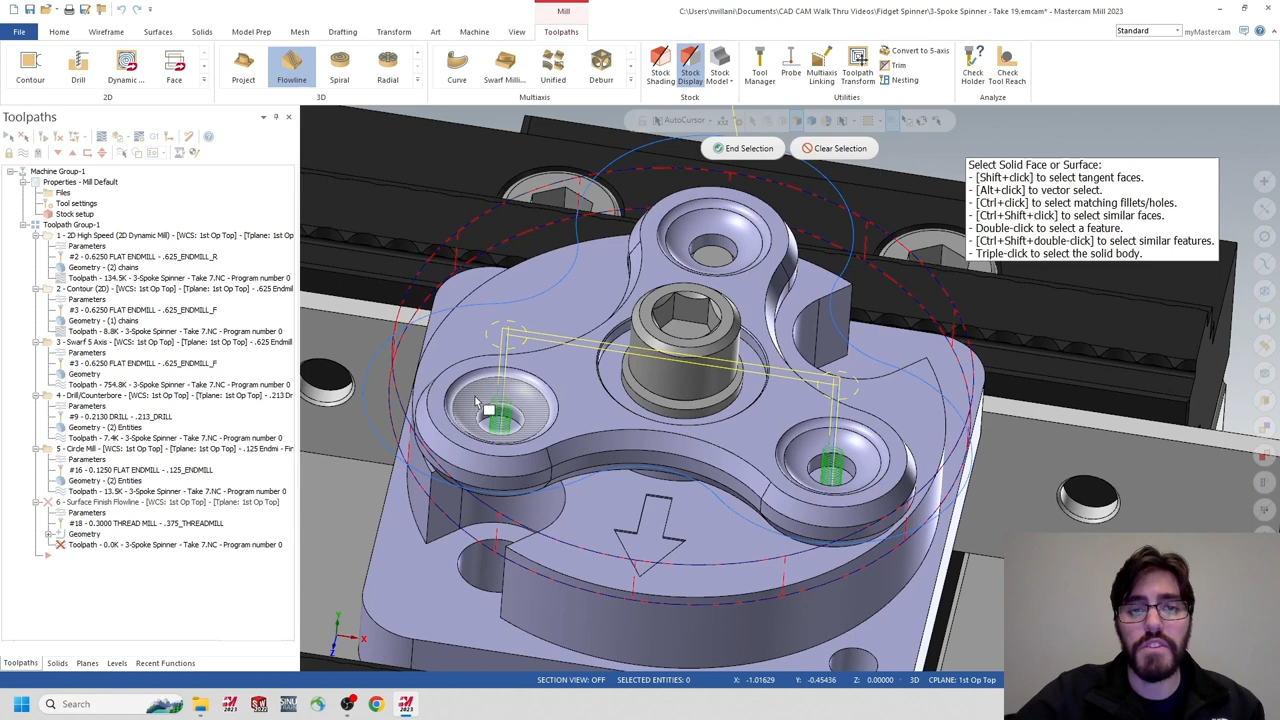 Mill
C:\Users\nvillani\Documents\CAD CAM Walk Thru Videos\Fidget Spinner\3-Spoke Spinner - Take 19.emcam* - Mastercam Mill 2023
File Home Wireframe Surfaces Solids Model Prep Mesh Drafting Transform Art Machine View Toolpaths
Standard myMastercam
Contour Drill Dynamic ... Face Project Flowline Spiral Radial Curve Swarf Milli... Unified Deburr
Stock Shading Stock Display Stock Model Tool Manager Probe Multiaxis Linking Toolpath Transform
Convert to 5-axis
Trim
Nesting
Check Holder Check Tool Reach
2D 3D Multiaxis Stock Utilities Analyze
Toolpaths
AutoCursor
End Selection Clear Selection
Select Solid Face or Surface:
- [Shift+click] to select tangent faces.
- [Alt+click] to vector select.
- [Ctrl+click] to select matching fillets/holes.
- [Ctrl+Shift+click] to select similar faces.
- Double-click to select a feature.
- [Ctrl+Shift+double-click] to select similar features.
- Triple-click to select the solid body.
G1
Machine Group-1
Properties - Mill Default
Files
Tool settings
Stock setup
Toolpath Group-1
1 - 2D High Speed (2D Dynamic Mill) - [WCS: 1st Op Top] - [Tplane: 1st Op
Parameters
#2 - 0.6250 FLAT ENDMILL - .625_ENDMILL_R
Geometry - (2) chains
Toolpath - 134.5K - 3-Spoke Spinner - Take 7.NC - Program number 0
2 - Contour (2D) - [WCS: 1st Op Top] - [Tplane: 1st Op Top] - .625 Endmil
Parameters
#3 - 0.6250 FLAT ENDMILL - .625_ENDMILL_F
Geometry - (1) chains
Toolpath - 8.8K - 3-Spoke Spinner - Take 7.NC - Program number 0
3 - Swarf 5 Axis - [WCS: 1st Op Top] - [Tplane: 1st Op Top] - .625 Endmill
Parameters
#3 - 0.6250 FLAT ENDMILL - .625_ENDMILL_F
Geometry
Toolpath - 754.8K - 3-Spoke Spinner - Take 7.NC - Program number 0
4 - Drill/Counterbore - [WCS: 1st Op Top] - [Tplane: 1st Op Top] - .213 Dr
Parameters
#9 - 0.2130 DRILL - .213_DRILL
Geometry - (2) Entities
Toolpath - 7.4K - 3-Spoke Spinner - Take 7.NC - Program number 0
5 - Circle Mill - [WCS: 1st Op Top] - [Tplane: 1st Op Top] - .125 Endmi - Fin
Parameters
#16 - 0.1250 FLAT ENDMILL - .125_ENDMILL
Geometry - (2) Entities
Toolpath - 13.5K - 3-Spoke Spinner - Take 7.NC - Program number 0
6 - Surface Finish Flowline - [WCS: 1st Op Top] - [Tplane: 1st Op Top]
Parameters
#18 - 0.3000 THREAD MILL - .375_THREADMILL
Geometry
Toolpath - 0.0K - 3-Spoke Spinner - Take 7.NC - Program number 0
Y
X
Z
Toolpaths Solids Planes Levels Recent Functions
SECTION VIEW: OFF SELECTED ENTITIES: 0 X: -1.01629 Y: -0.45436 Z: 0.00000 3D CPLANE: 1st Op Top
Search